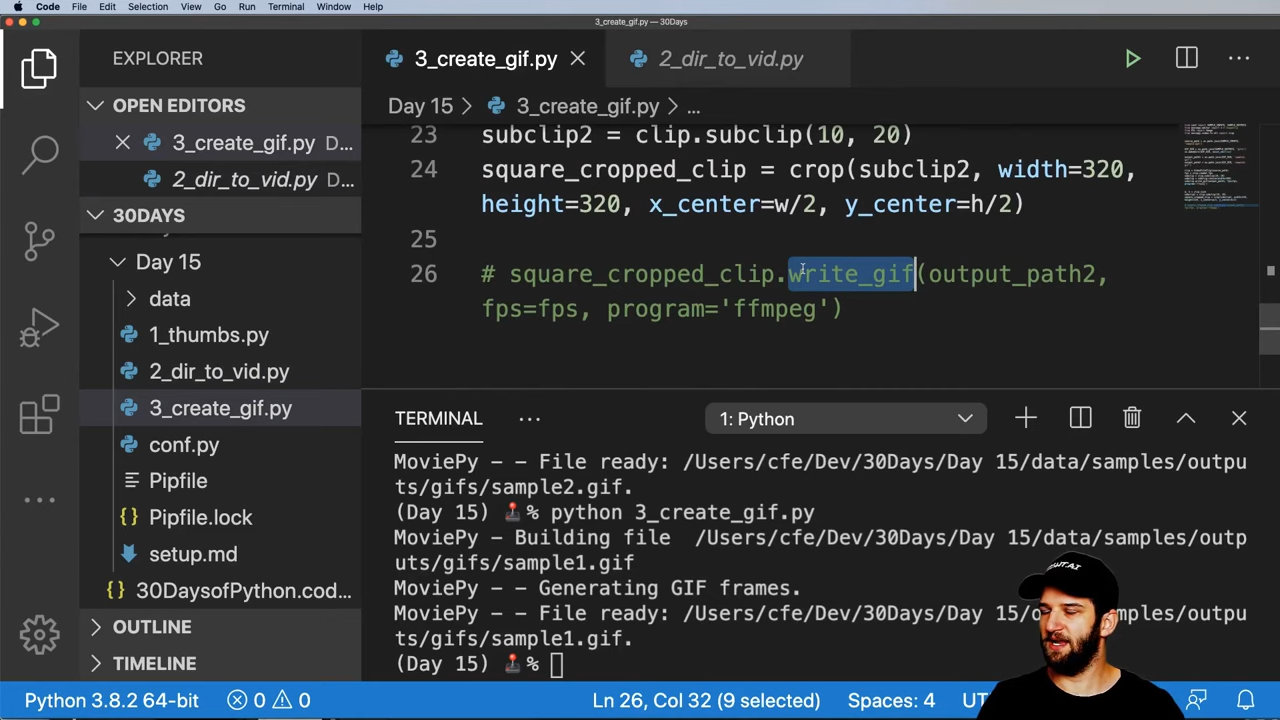 Code File Edit Selection View Go Run Terminal Window Help
3_create_gif.py — 30Days
EXPLORER
3_create_gif.py
2_dir_to_vid.py
OPEN EDITORS
Day 15 > 3_create_gif.py > ...
3_create_gif.py D...
2_dir_to_vid.py D...
30DAYS
Day 15
data
1_thumbs.py
2_dir_to_vid.py
3_create_gif.py
conf.py
Pipfile
Pipfile.lock
setup.md
30DaysofPython.cod...
OUTLINE
TIMELINE
23 subclip2 = clip.subclip(10, 20)
24 square_cropped_clip = crop(subclip2, width=320,
height=320, x_center=w/2, y_center=h/2)
25
26 # square_cropped_clip.write_gif(output_path2,
fps=fps, program='ffmpeg')
TERMINAL ... 1: Python
MoviePy - - File ready: /Users/cfe/Dev/30Days/Day 15/data/samples/outpu
ts/gifs/sample2.gif.
(Day 15) % python 3_create_gif.py
MoviePy - Building file /Users/cfe/Dev/30Days/Day 15/data/samples/outp
uts/gifs/sample1.gif
MoviePy - - Generating GIF frames.
MoviePy - - File ready: /Users/cfe/Dev/30Days/Day 15/data/samples/outpu
ts/gifs/sample1.gif.
(Day 15) %
Python 3.8.2 64-bit 0 0 Ln 26, Col 32 (9 selected) Spaces: 4